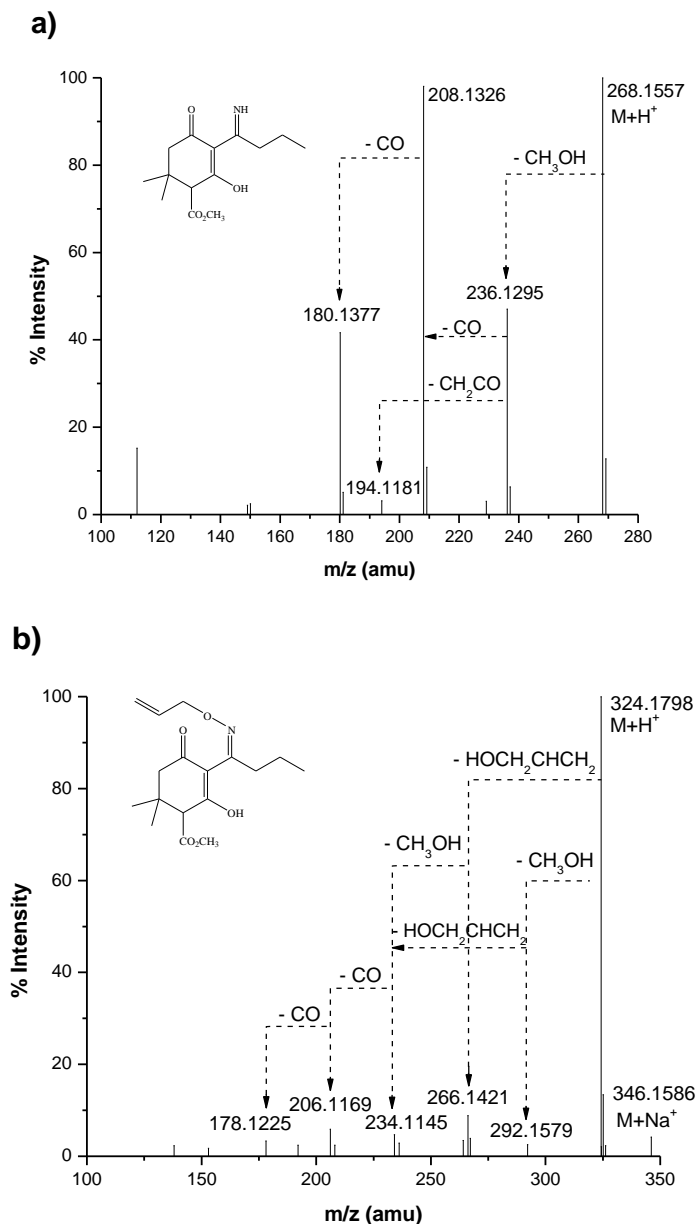 a)
100
80
60
40
20
0
% Intensity
100 120 140 160 180 200 220 240 260 280
m/z (amu)
O
NH
OH
CO2CH3
208.1326
268.1557
M+H+
- CO
- CH3OH
236.1295
180.1377
- CO
- CH2CO
194.1181
b)
100
80
60
40
20
0
% Intensity
100 150 200 250 300 350
m/z (amu)
O
N
O
OH
CO2CH3
324.1798
M+H+
- HOCH2CHCH2
- CH3OH
- CH3OH
- HOCH2CHCH2
- CO
- CO
178.1225
206.1169
234.1145
266.1421
292.1579
346.1586
M+Na+